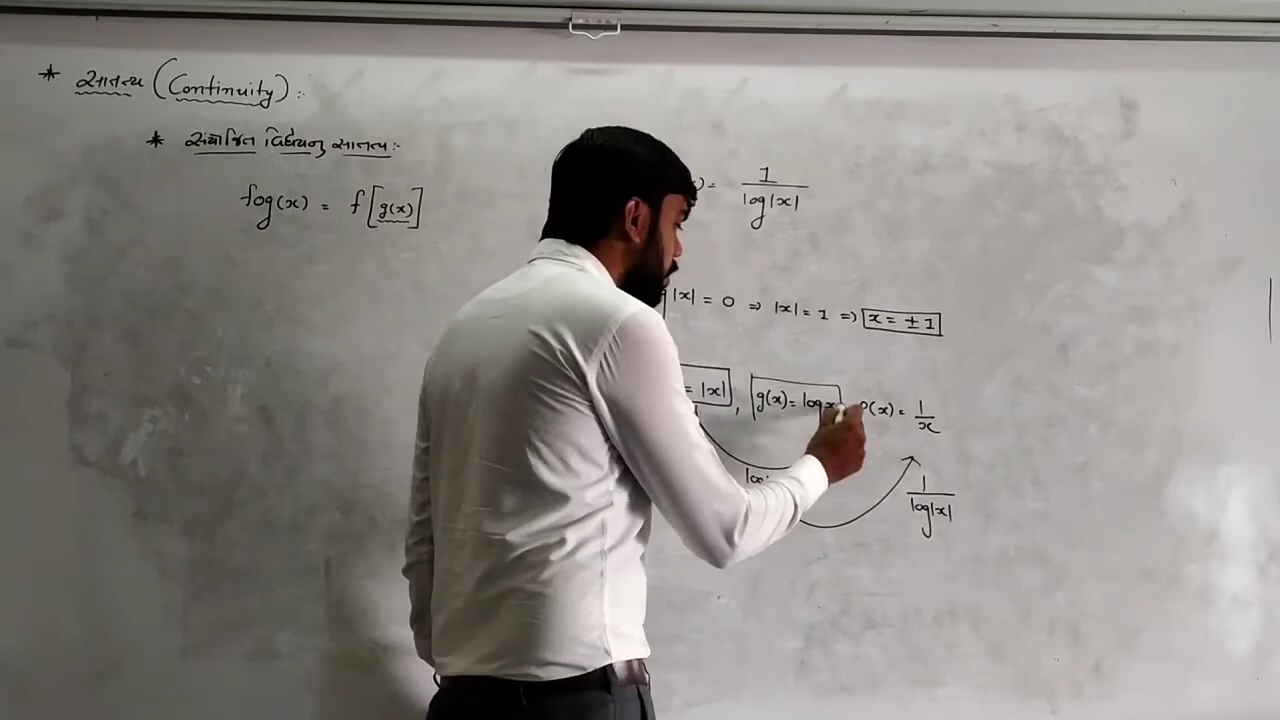 * સાતત્ય (Continuity) :-
* સંયોજિત વિધેયનું સાતત્ય:-
fog(x) = f[g(x)]
) = 1/log|x|
|x| = 0 ⇒ |x| = 1 ⇒ x = ± 1
= |x| , g(x) = log x (x) = 1/x
1/log|x|